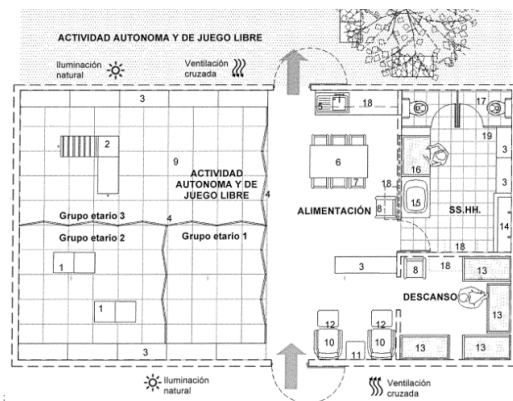 ACTIVIDAD AUTONOMA Y DE JUEGO LIBRE
Iluminación
natural
Ventilación
cruzada
3
5
1
18
17
19
2
9
6
3
ACTIVIDAD
AUTONOMA Y DE
JUEGO LIBRE
7
18
16
3
4
8
15
Grupo etario 3
4
ALIMENTACIÓN
SS.HH.
14
Grupo etario 2
Grupo etario 1
18
1
3
8
18
13
DESCANSO
13
1
12
12
10
10
3
11
13
13
Iluminación
natural
Ventilación
cruzada